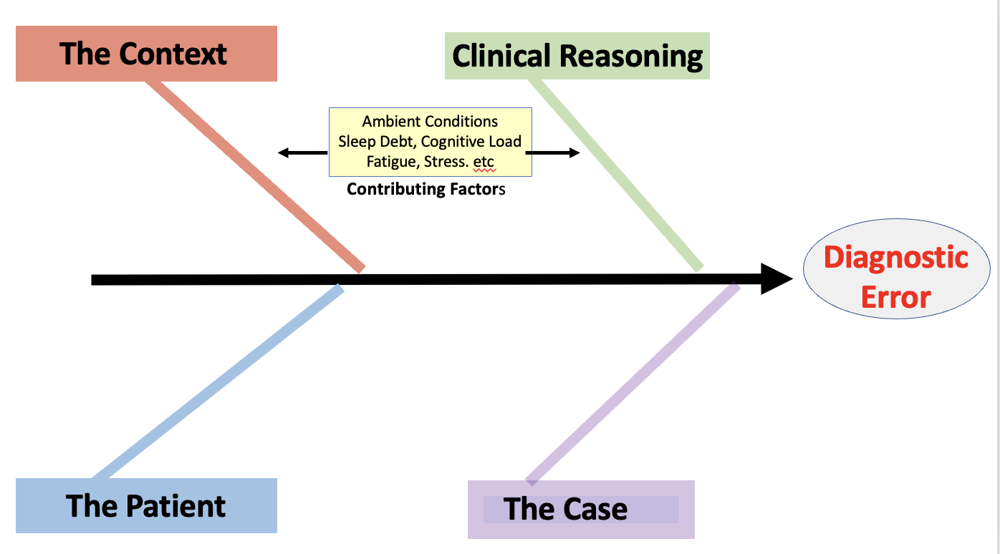 The Context
Clinical Reasoning
Ambient Conditions
Sleep Debt, Cognitive Load
Fatigue, Stress. etc
Contributing Factors
Diagnostic
Error
The Patient
The Case